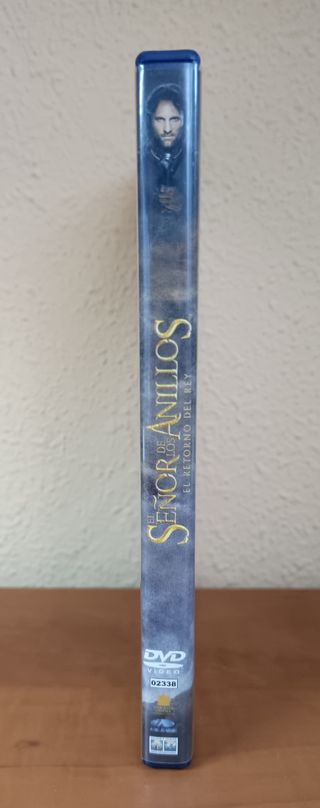 EL
SEÑOR DE
LOS ANILLOS
EL RETORNO DEL REY
DVD
VIDEO
02338